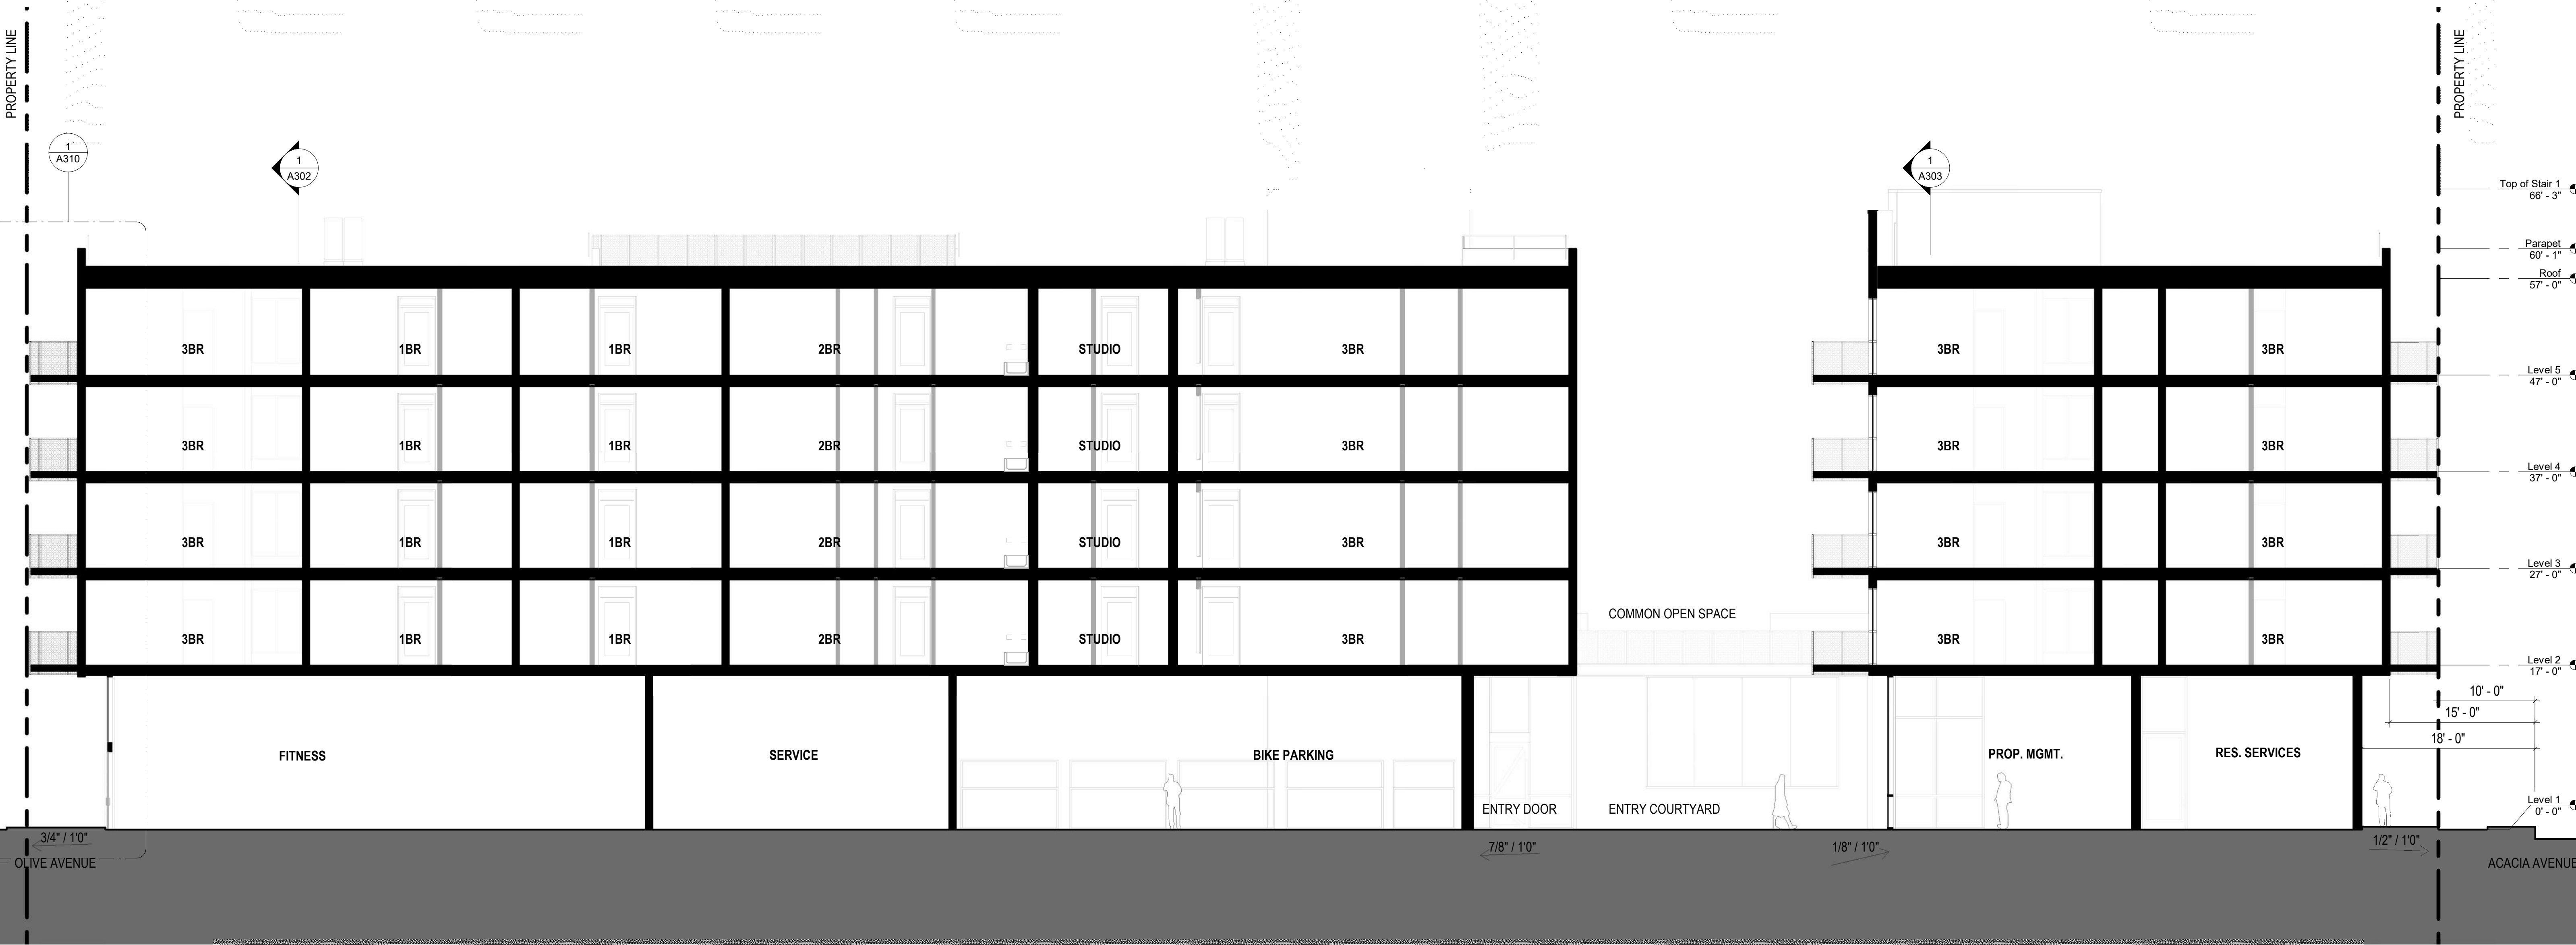 PROPERTY LINE
PROPERTY LINE
1
A310
1
A302
1
A303
Top of Stair 1
66' - 3"
Parapet
60' - 1"
Roof
57' - 0"
3BR 1BR 1BR 2BR STUDIO 3BR 3BR 3BR
Level 5
47' - 0"
3BR 1BR 1BR 2BR STUDIO 3BR 3BR 3BR
Level 4
37' - 0"
3BR 1BR 1BR 2BR STUDIO 3BR 3BR 3BR
Level 3
27' - 0"
COMMON OPEN SPACE
3BR 1BR 1BR 2BR STUDIO 3BR 3BR 3BR
Level 2
17' - 0"
10' - 0"
15' - 0"
18' - 0"
FITNESS SERVICE BIKE PARKING PROP. MGMT. RES. SERVICES
ENTRY DOOR ENTRY COURTYARD
Level 1
0' - 0"
3/4" / 1'0"
7/8" / 1'0"
1/8" / 1'0"
1/2" / 1'0"
OLIVE AVENUE
ACACIA AVENUE